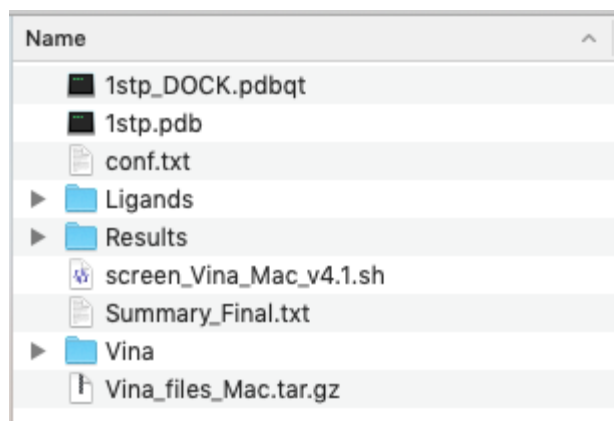 Name
1stp_DOCK.pdbqt
1stp.pdb
conf.txt
Ligands
Results
screen_Vina_Mac_v4.1.sh
Summary_Final.txt
Vina
Vina_files_Mac.tar.gz